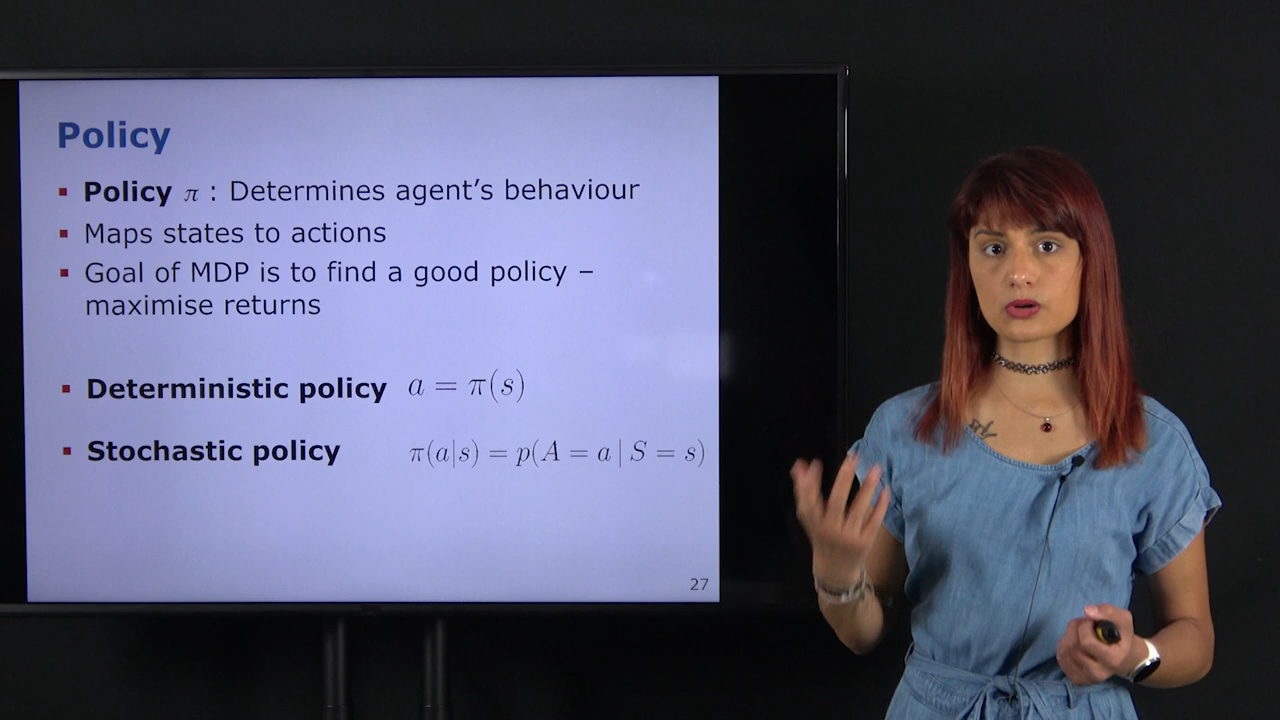 Policy
▪ Policy π : Determines agent's behaviour
▪ Maps states to actions
▪ Goal of MDP is to find a good policy –
maximise returns
▪ Deterministic policy a = π(s)
▪ Stochastic policy π(a|s) = p(A = a | S = s)
27